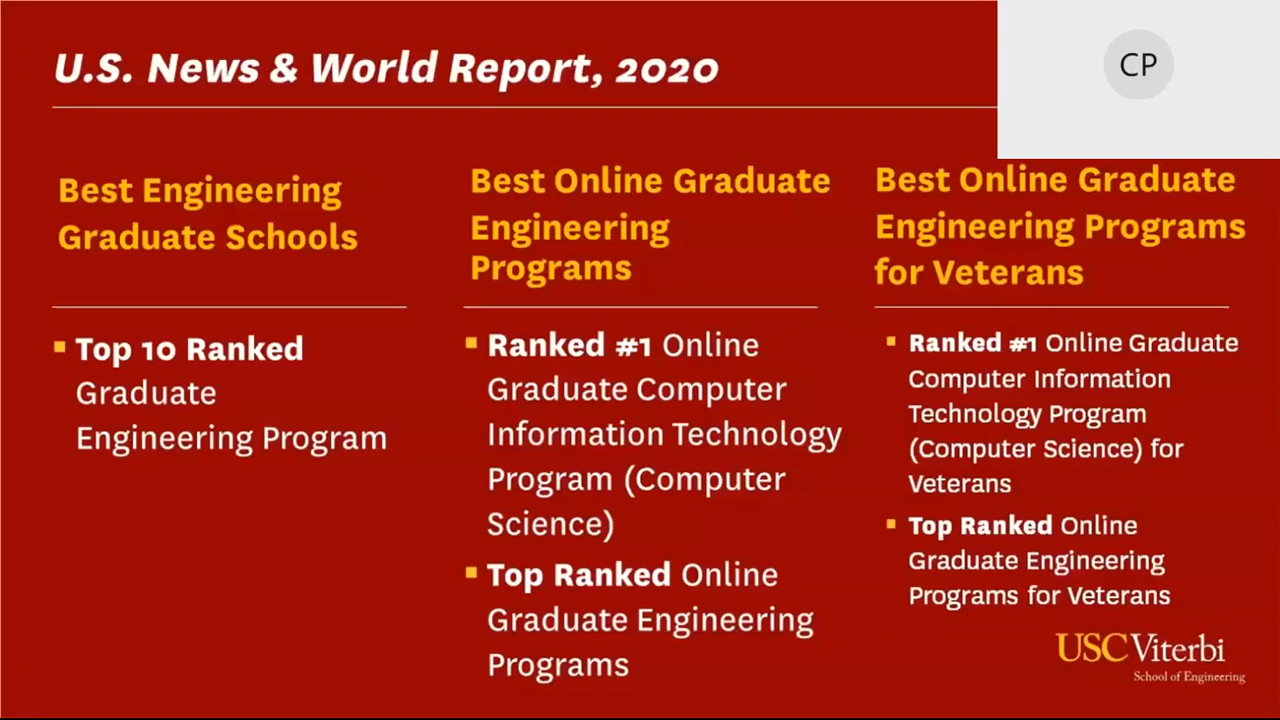 U.S. News & World Report, 2020
CP
Best Engineering
Graduate Schools
▪ Top 10 Ranked
Graduate
Engineering Program
Best Online Graduate
Engineering
Programs
▪ Ranked #1 Online
Graduate Computer
Information Technology
Program (Computer
Science)
▪ Top Ranked Online
Graduate Engineering
Programs
Best Online Graduate
Engineering Programs
for Veterans
▪ Ranked #1 Online Graduate
Computer Information
Technology Program
(Computer Science) for
Veterans
▪ Top Ranked Online
Graduate Engineering
Programs for Veterans
USC Viterbi
School of Engineering